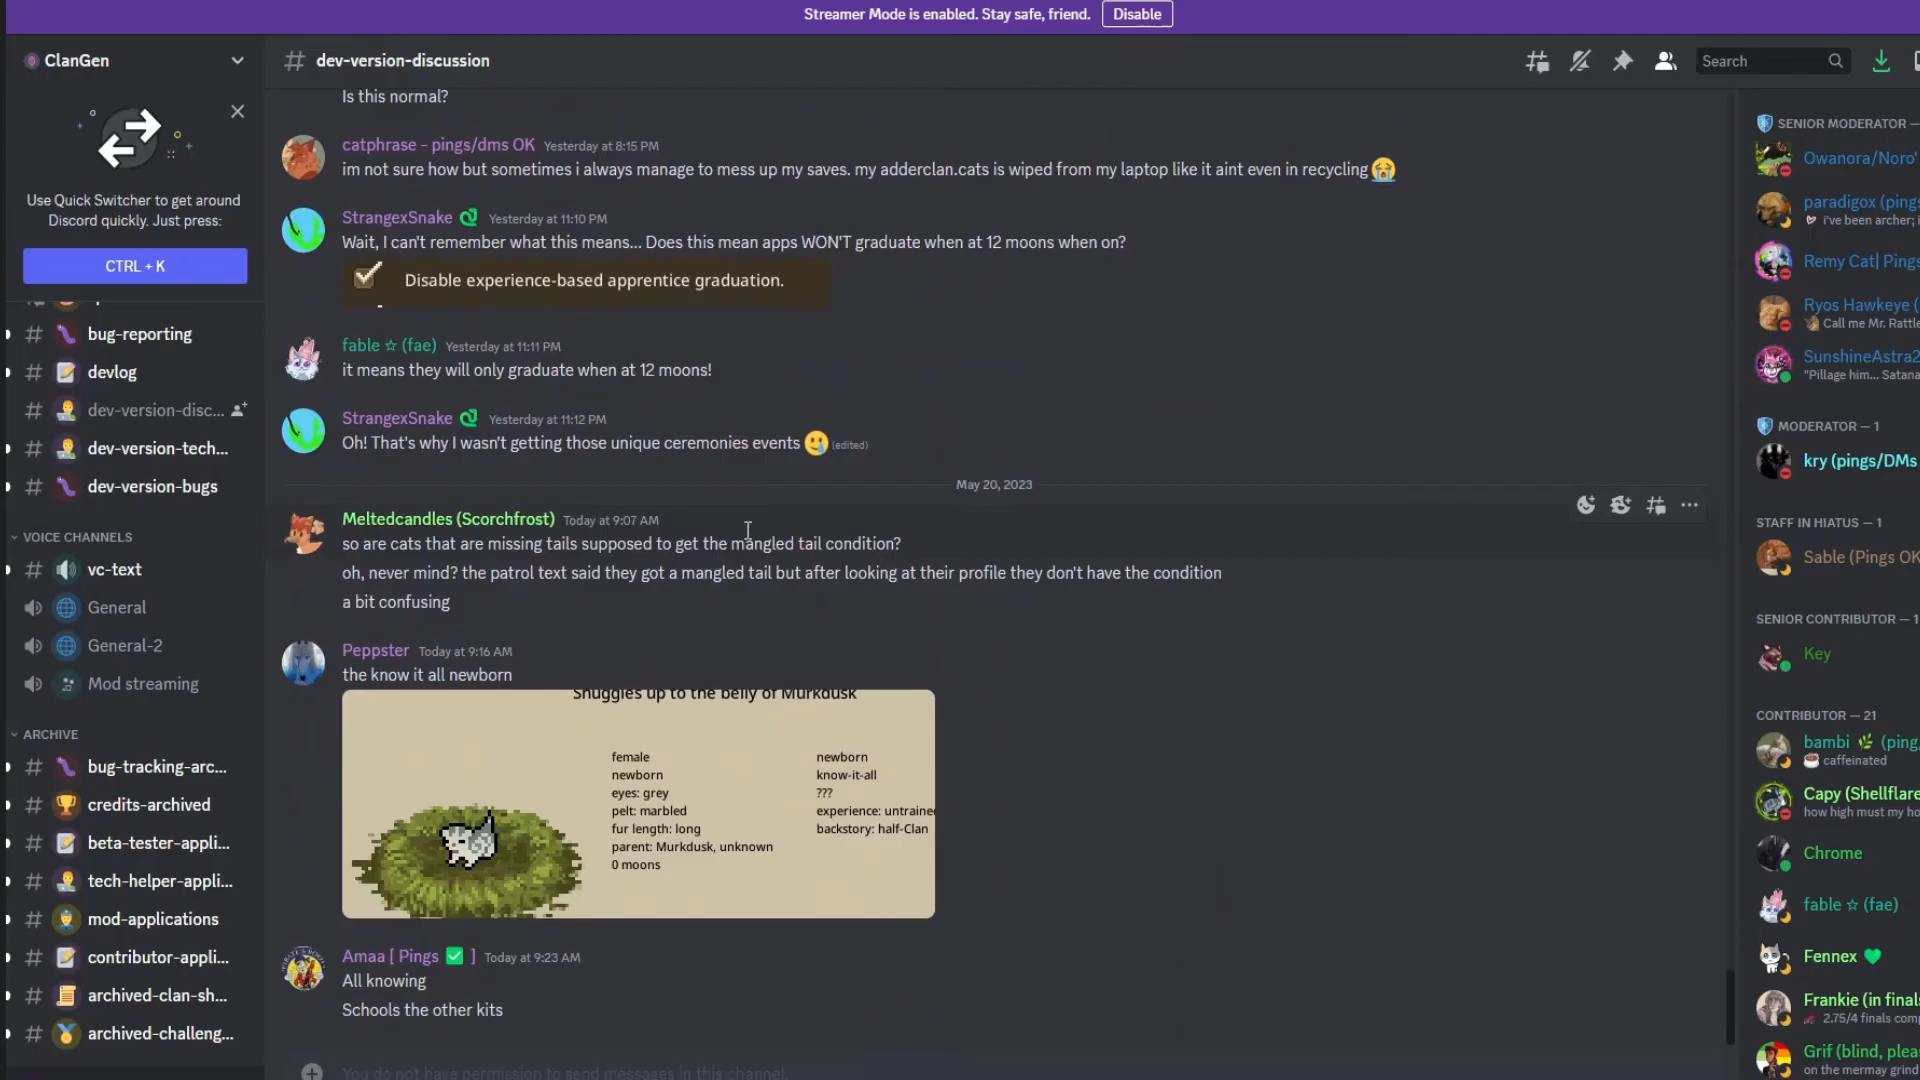 Streamer Mode is enabled. Stay safe, friend. Disable
ClanGen
Use Quick Switcher to get around
Discord quickly. Just press:
CTRL + K
bug-reporting
devlog
dev-version-disc...
dev-version-tech...
dev-version-bugs
VOICE CHANNELS
vc-text
General
General-2
Mod streaming
ARCHIVE
bug-tracking-arc...
credits-archived
beta-tester-appli...
tech-helper-appli...
mod-applications
contributor-appli...
archived-clan-sh...
archived-challeng...
# dev-version-discussion
Search
Is this normal?
catphrase - pings/dms OK Yesterday at 8:15 PM
im not sure how but sometimes i always manage to mess up my saves. my adderclan.cats is wiped from my laptop like it aint even in recycling 😭
StrangexSnake Yesterday at 11:10 PM
Wait, I can't remember what this means... Does this mean apps WON'T graduate when at 12 moons when on?
Disable experience-based apprentice graduation.
fable ☆ (fae) Yesterday at 11:11 PM
it means they will only graduate when at 12 moons!
StrangexSnake Yesterday at 11:12 PM
Oh! That's why I wasn't getting those unique ceremonies events 🥲 (edited)
May 20, 2023
Meltedcandles (Scorchfrost) Today at 9:07 AM
so are cats that are missing tails supposed to get the mangled tail condition?
oh, never mind? the patrol text said they got a mangled tail but after looking at their profile they don't have the condition
a bit confusing
Peppster Today at 9:16 AM
the know it all newborn
Snuggles up to the belly of Murkdusk
female
newborn
eyes: grey
pelt: marbled
fur length: long
parent: Murkdusk, unknown
0 moons
newborn
know-it-all
???
experience: untrained
backstory: half-Clan
Amaa [ Pings ✅ ] Today at 9:23 AM
All knowing
Schools the other kits
You do not have permission to send messages in this channel.
SENIOR MODERATOR —
Owanora/Noro'
paradigox (pings
i've been archer; i
Remy Cat| Pings
Ryos Hawkeye (
Call me Mr. Rattle
SunshineAstra2
"Pillage him... Satana
MODERATOR — 1
kry (pings/DMs
STAFF IN HIATUS — 1
Sable (Pings OK
SENIOR CONTRIBUTOR — 1
Key
CONTRIBUTOR — 21
bambi 🌿 (ping,
caffeinated
Capy (Shellflare
how high must my ho
Chrome
fable ☆ (fae)
Fennex 💚
Frankie (in finals
2.75/4 finals comp
Grif (blind, plea
on the mermay grind